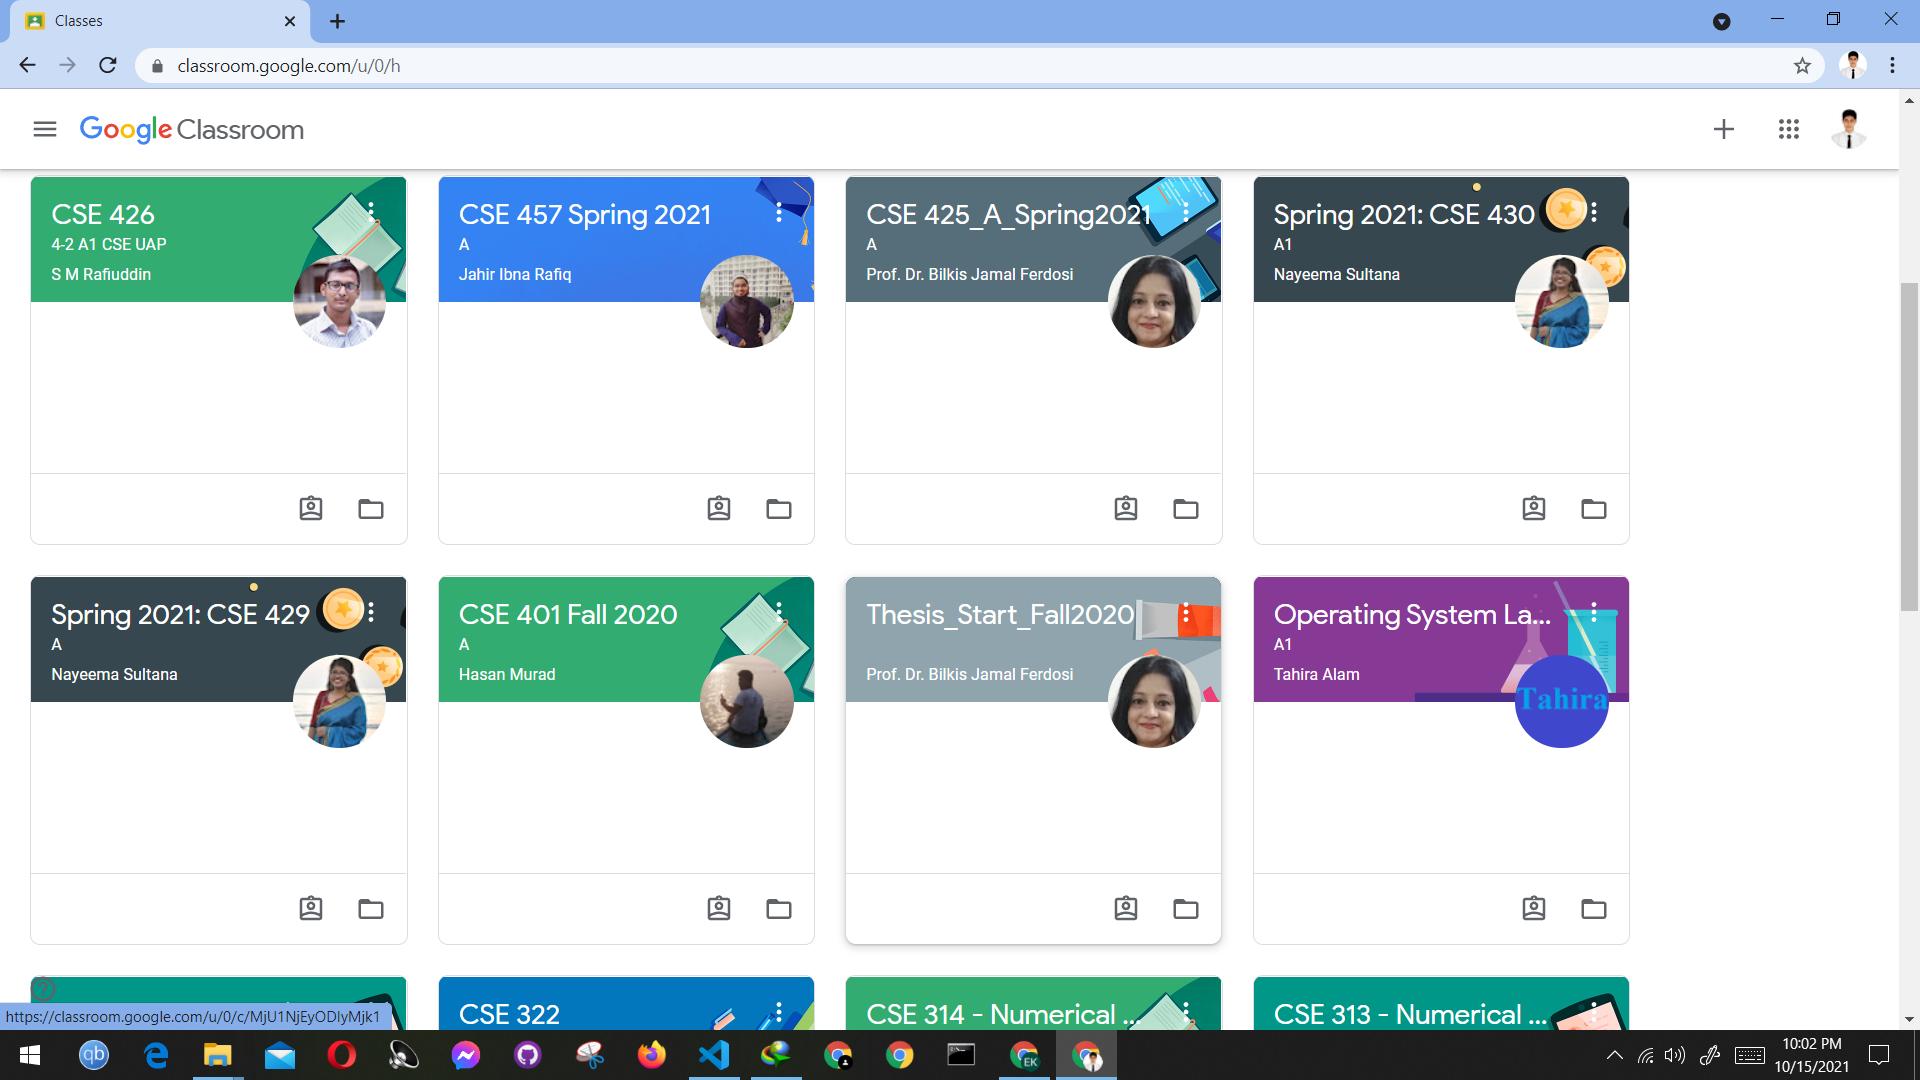 Classes
classroom.google.com/u/0/h
Google Classroom
CSE 426
4-2 A1 CSE UAP
S M Rafiuddin
CSE 457 Spring 2021
A
Jahir Ibna Rafiq
CSE 425_A_Spring2021
A
Prof. Dr. Bilkis Jamal Ferdosi
Spring 2021: CSE 430
A1
Nayeema Sultana
Spring 2021: CSE 429
A
Nayeema Sultana
CSE 401 Fall 2020
A
Hasan Murad
Thesis_Start_Fall2020
Prof. Dr. Bilkis Jamal Ferdosi
Operating System La...
A1
Tahira Alam
Tahira
CSE 322
CSE 314 - Numerical ...
CSE 313 - Numerical ...
https://classroom.google.com/u/0/c/MjU1NjEyODIyMjk1
qb
EK
10:02 PM
10/15/2021